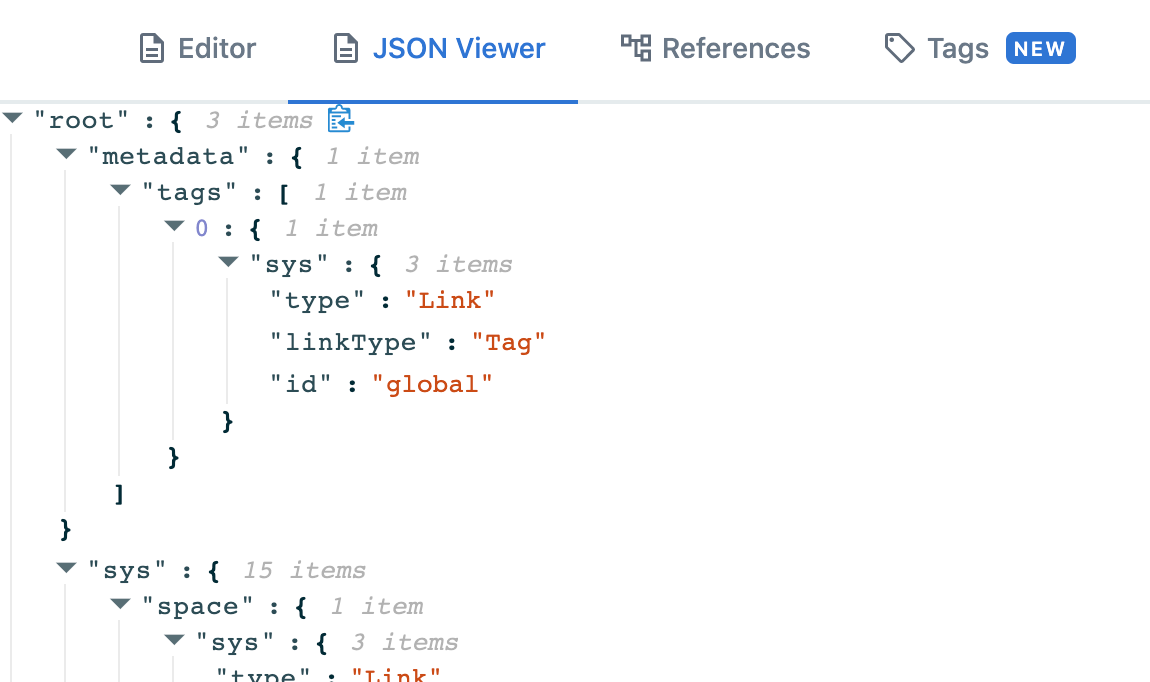 Editor JSON Viewer References Tags NEW
"root" : { 3 items
"metadata" : { 1 item
"tags" : [ 1 item
0 : { 1 item
"sys" : { 3 items
"type" : "Link"
"linkType" : "Tag"
"id" : "global"
}
}
]
}
"sys" : { 15 items
"space" : { 1 item
"sys" : { 3 items
"type" : "Link"